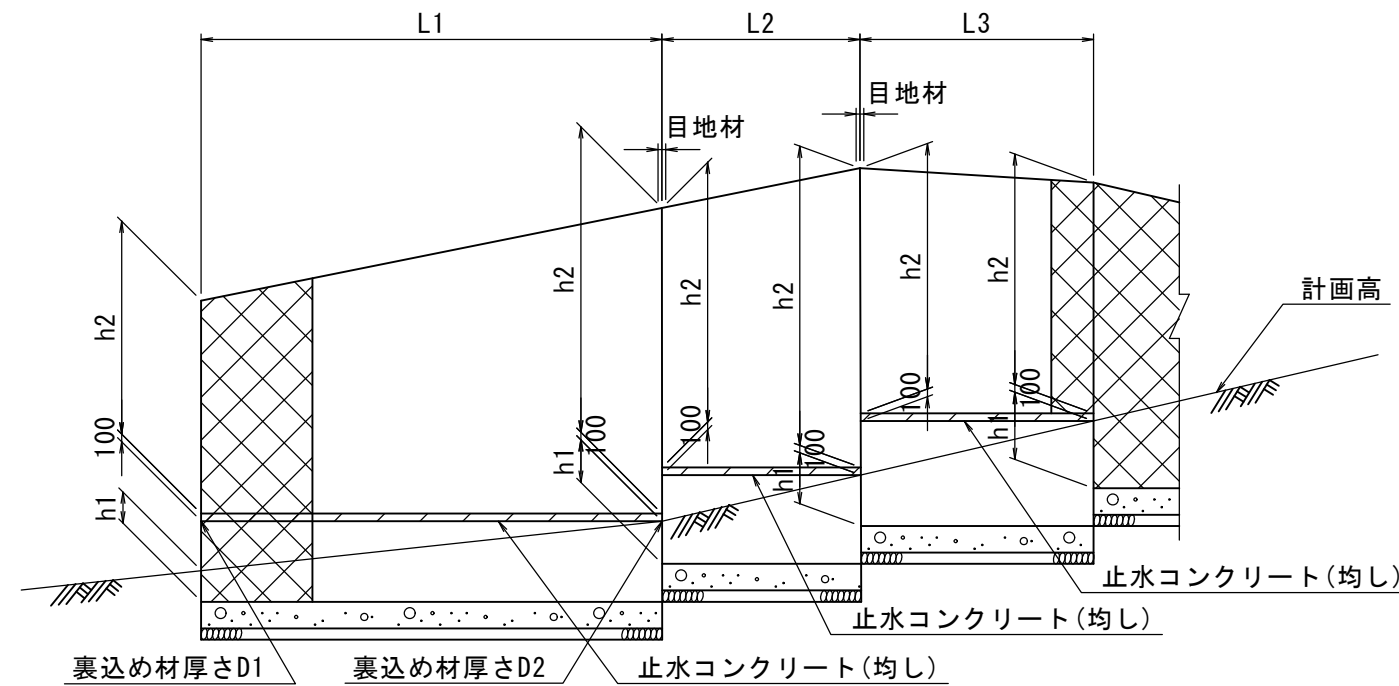 L1
L2
L3
目地材
目地材
h2
h2
h2
h2
h2
h2
計画高
100
100
100
100
100
100
h1
h1
h1
h1
止水コンクリート(均し)
止水コンクリート(均し)
裏込め材厚さD1
裏込め材厚さD2
止水コンクリート(均し)